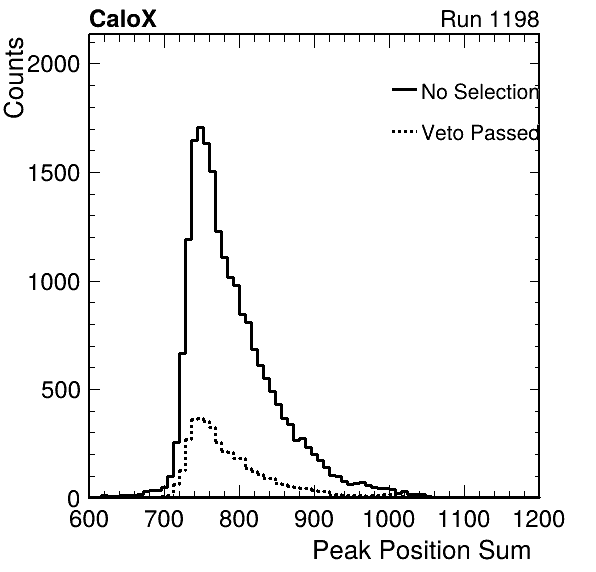 CaloX Run 1198
Counts
2000
No Selection
Veto Passed
1500
1000
500
0
600 700 800 900 1000 1100 1200
Peak Position Sum